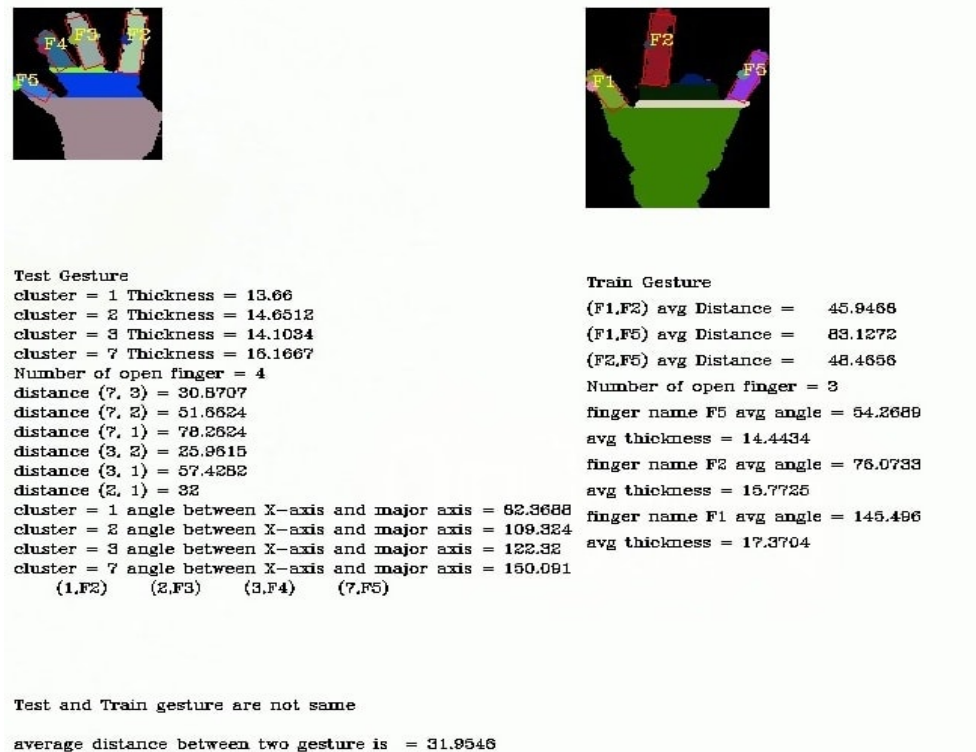 F4 F3 F2
F5
F2
F1 F5
Test Gesture
cluster = 1 Thickness = 13.66
cluster = 2 Thickness = 14.6512
cluster = 3 Thickness = 14.1034
cluster = 7 Thickness = 16.1667
Number of open finger = 4
distance (7, 3) = 30.8707
distance (7, 2) = 51.6624
distance (7, 1) = 78.2624
distance (3, 2) = 25.9615
distance (3, 1) = 57.4282
distance (2, 1) = 32
cluster = 1 angle between X-axis and major axis = 82.3688
cluster = 2 angle between X-axis and major axis = 109.324
cluster = 3 angle between X-axis and major axis = 122.32
cluster = 7 angle between X-axis and major axis = 150.091
(1,F2) (2,F3) (3,F4) (7,F5)
Train Gesture
(F1,F2) avg Distance = 45.9468
(F1,F5) avg Distance = 83.1272
(F2,F5) avg Distance = 48.4656
Number of open finger = 3
finger name F5 avg angle = 54.2689
avg thickness = 14.4434
finger name F2 avg angle = 76.0733
avg thickness = 15.7725
finger name F1 avg angle = 145.496
avg thickness = 17.3704
Test and Train gesture are not same
average distance between two gesture is = 31.9546